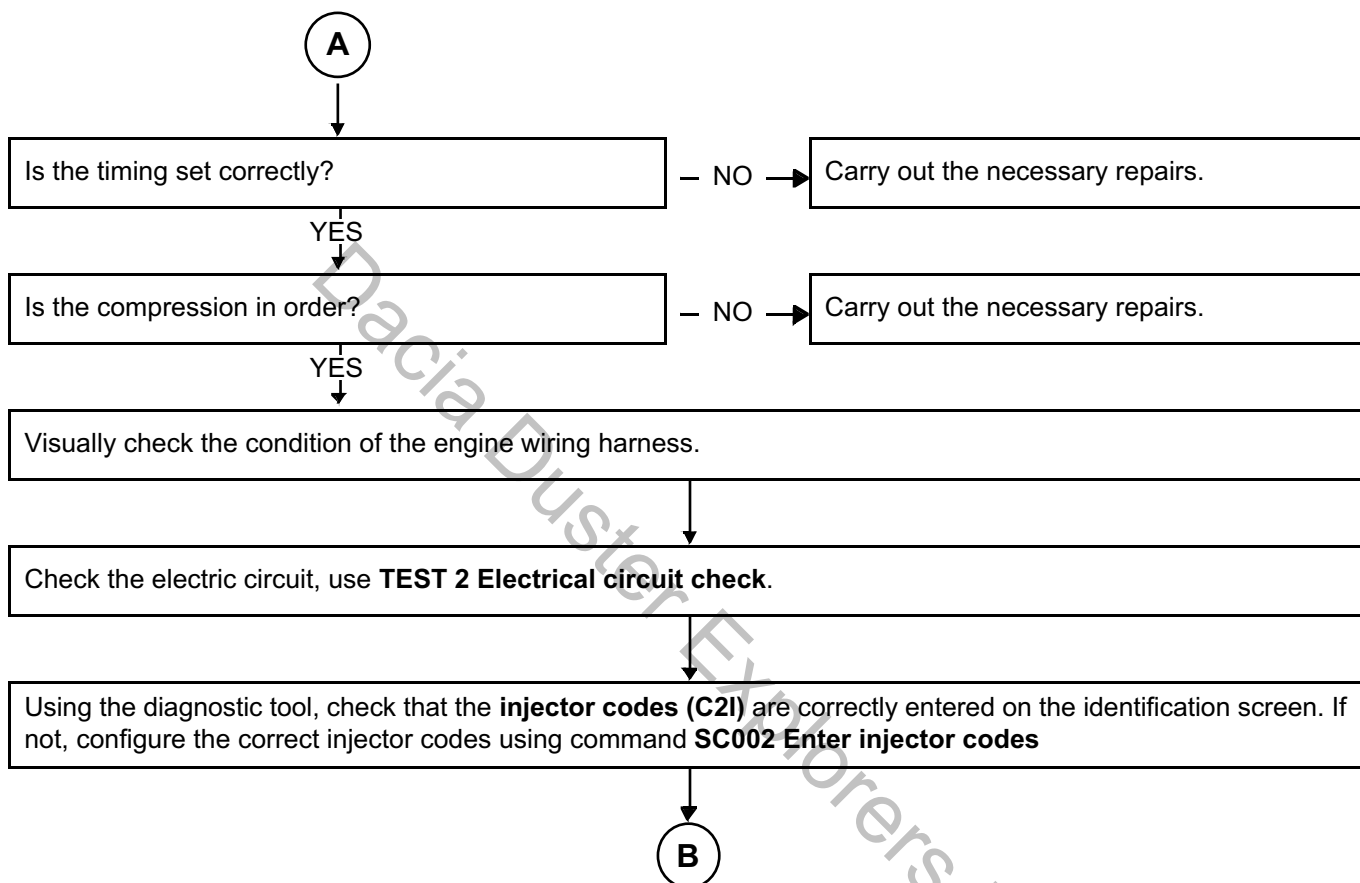 A
Is the timing set correctly?
– NO
Carry out the necessary repairs.
YES
Is the compression in order?
– NO
Carry out the necessary repairs.
YES
Visually check the condition of the engine wiring harness.
Check the electric circuit, use TEST 2 Electrical circuit check.
Using the diagnostic tool, check that the injector codes (C2I) are correctly entered on the identification screen. If
not, configure the correct injector codes using command SC002 Enter injector codes
B
Dacia Duster Explorers